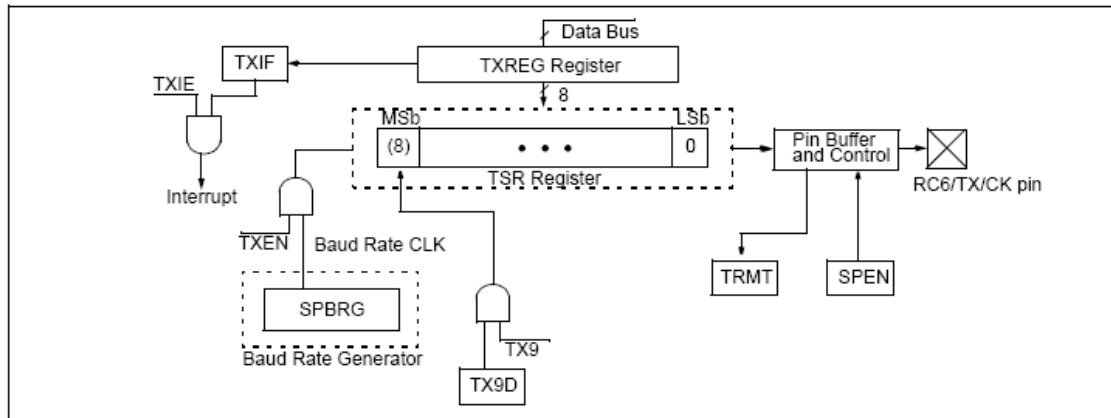 Data Bus
TXIF
TXREG Register
TXIE
8
MSb
LSb
(8)
• • •
0
Pin Buffer
and Control
TSR Register
RC6/TX/CK pin
Interrupt
TXEN
Baud Rate CLK
TRMT
SPEN
SPBRG
TX9
Baud Rate Generator
TX9D